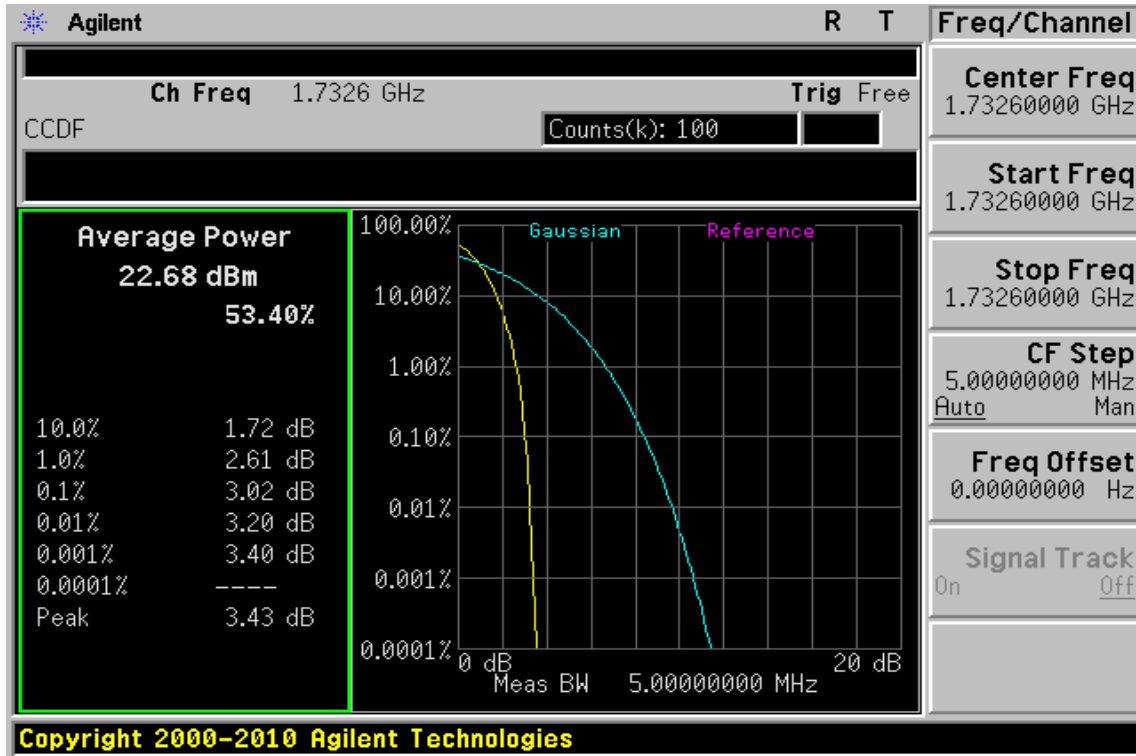 Agilent R T
Ch Freq 1.7326 GHz Trig Free
CCDF Counts(k): 100
Average Power
22.68 dBm
53.40%
10.0% 1.72 dB
1.0% 2.61 dB
0.1% 3.02 dB
0.01% 3.20 dB
0.001% 3.40 dB
0.0001% ----
Peak 3.43 dB
Gaussian Reference
100.00%
10.00%
1.00%
0.10%
0.01%
0.001%
0.0001%
0 dB 20 dB
Meas BW 5.00000000 MHz
Freq/Channel
Center Freq
1.73260000 GHz
Start Freq
1.73260000 GHz
Stop Freq
1.73260000 GHz
CF Step
5.00000000 MHz
Auto Man
Freq Offset
0.00000000 Hz
Signal Track
On Off
Copyright 2000-2010 Agilent Technologies